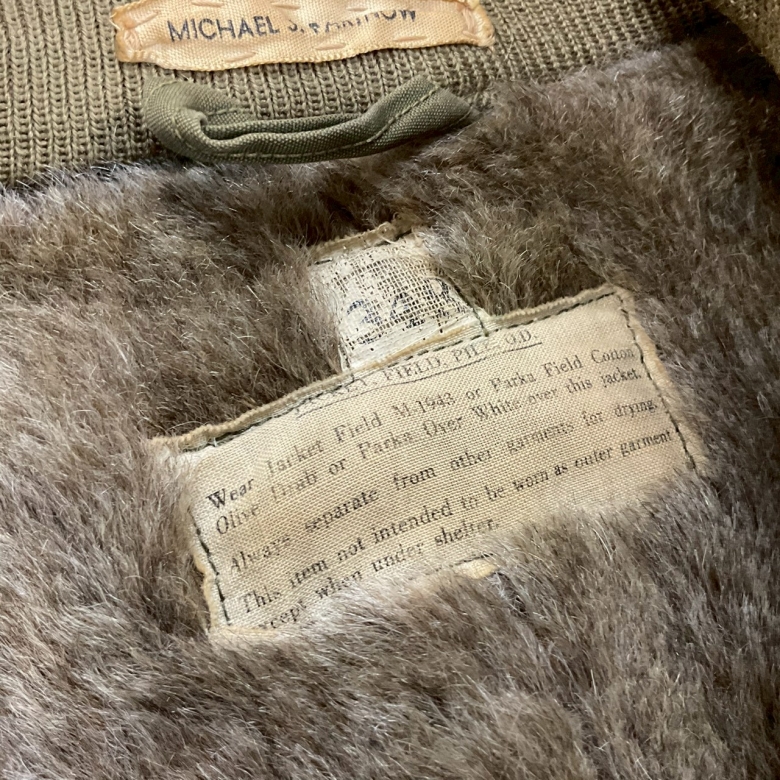 MICHAEL J.
34R
FIELD, PILE, O.D.
Wear Jacket Field M-1943 or Parka Field Cotton
Olive Drab or Parka Over White over this jacket.
Always separate from other garments for drying.
This item not intended to be worn as outer garment
except when under shelter.